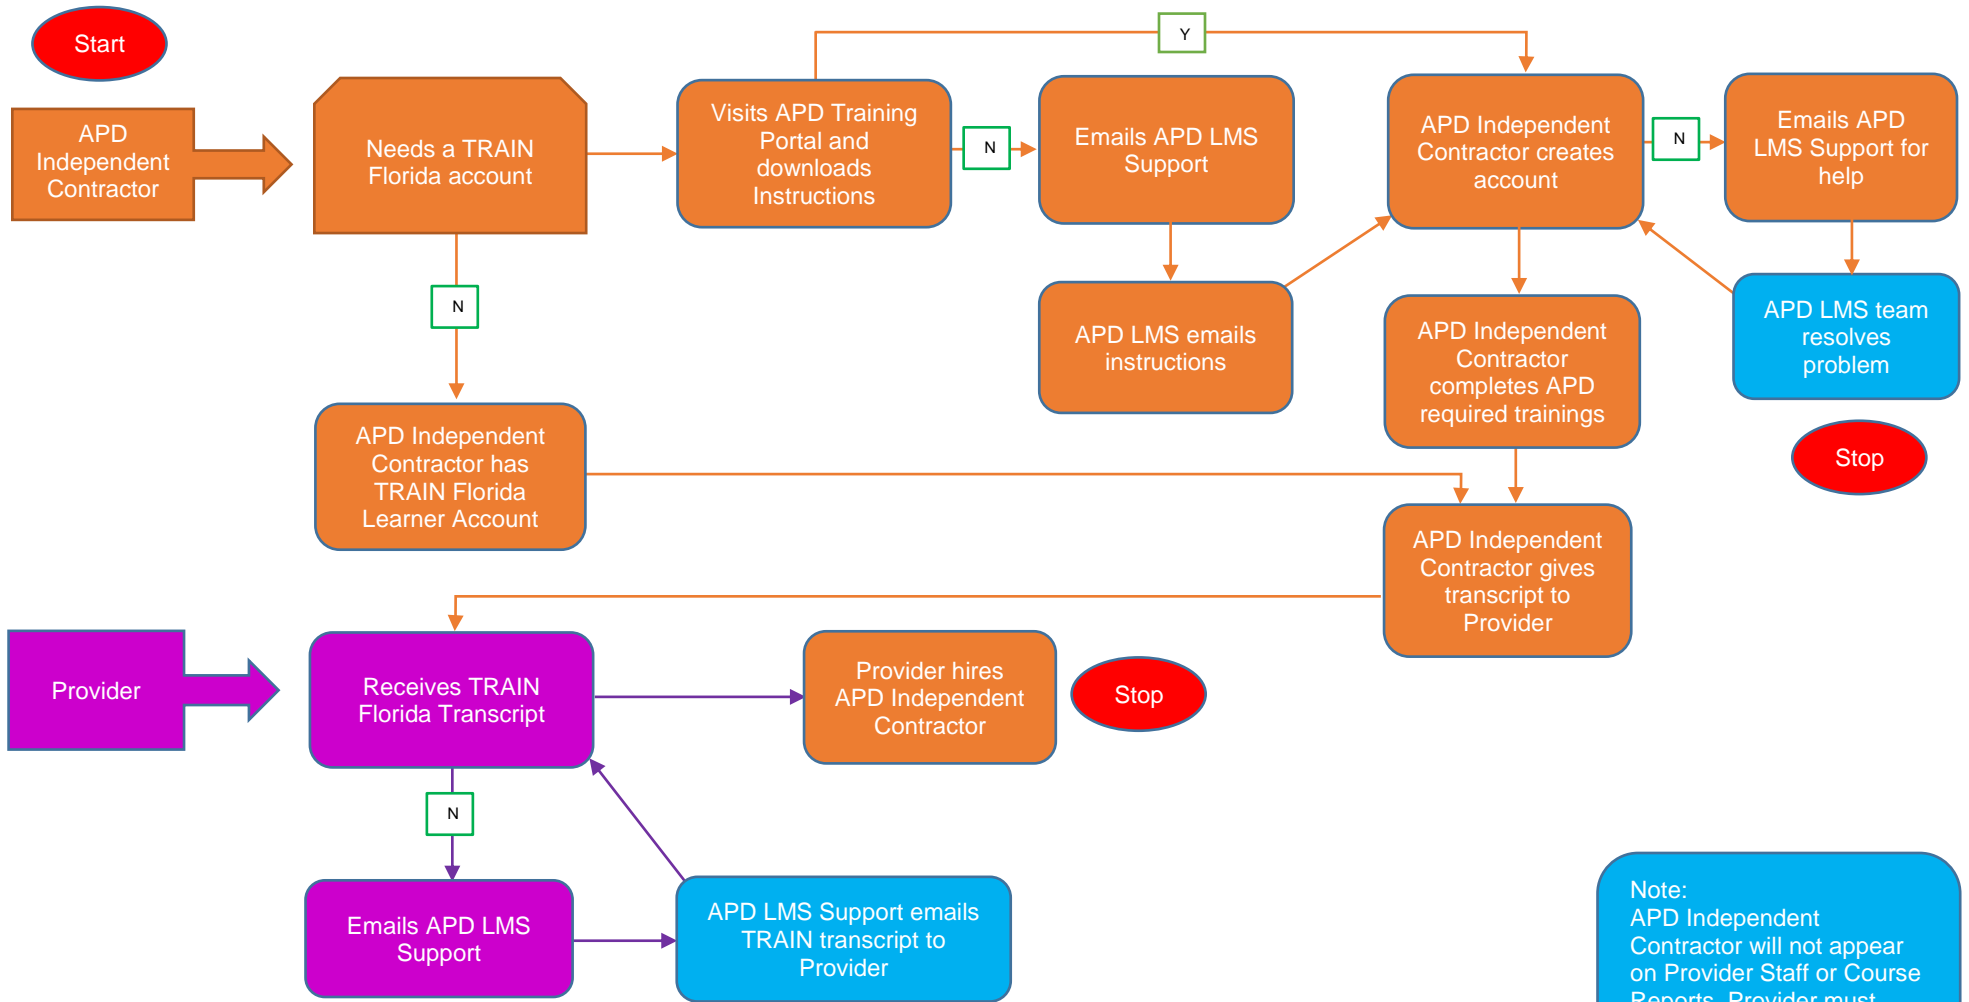 Start
Y
APD
Independent
Contractor
Needs a TRAIN
Florida account
Visits APD Training
Portal and
downloads
Instructions
N
Emails APD LMS
Support
APD Independent
Contractor creates
account
N
Emails APD
LMS Support for
help
N
APD LMS emails
instructions
APD Independent
Contractor
completes APD
required trainings
APD LMS team
resolves
problem
APD Independent
Contractor has
TRAIN Florida
Learner Account
Stop
APD Independent
Contractor gives
transcript to
Provider
Provider
Receives TRAIN
Florida Transcript
Provider hires
APD Independent
Contractor
Stop
N
Emails APD LMS
Support
APD LMS Support emails
TRAIN transcript to
Provider
Note:
APD Independent
Contractor will not appear
on Provider Staff or Course
Reports. Provider must